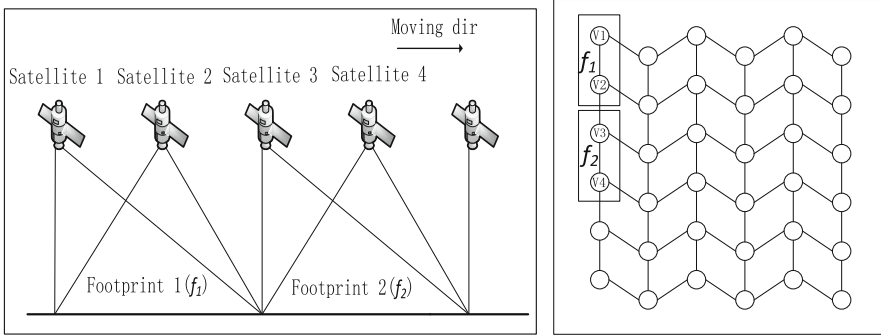 Moving dir
Satellite 1 Satellite 2 Satellite 3 Satellite 4
Footprint 1(f1) Footprint 2(f2)
V1
f1
V2
V3
f2
V4